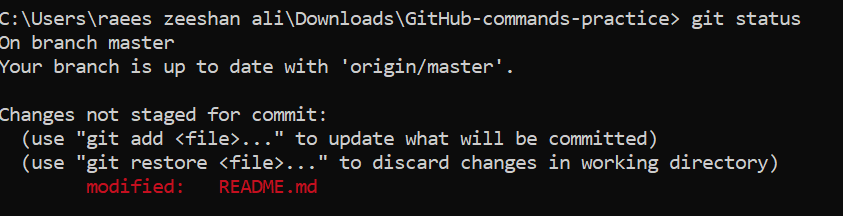 C:\Users\raees zeeshan ali\Downloads\GitHub-commands-practice> git status
On branch master
Your branch is up to date with 'origin/master'.
Changes not staged for commit:
(use "git add <file>..." to update what will be committed)
(use "git restore <file>..." to discard changes in working directory)
modified: README.md